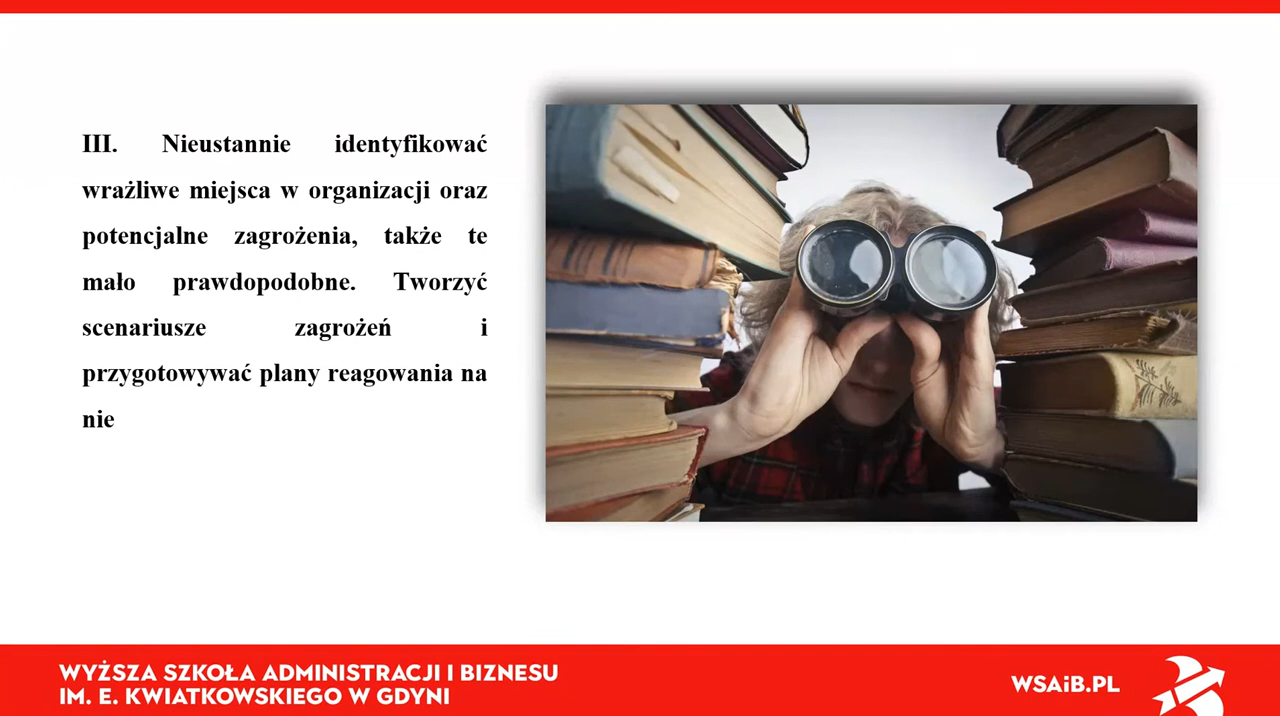 III. Nieustannie identyfikować
wrażliwe miejsca w organizacji oraz
potencjalne zagrożenia, także te
mało prawdopodobne. Tworzyć
scenariusze zagrożeń i
przygotowywać plany reagowania na
nie
WYŻSZA SZKOŁA ADMINISTRACJI I BIZNESU
IM. E. KWIATKOWSKIEGO W GDYNI
WSAiB.PL